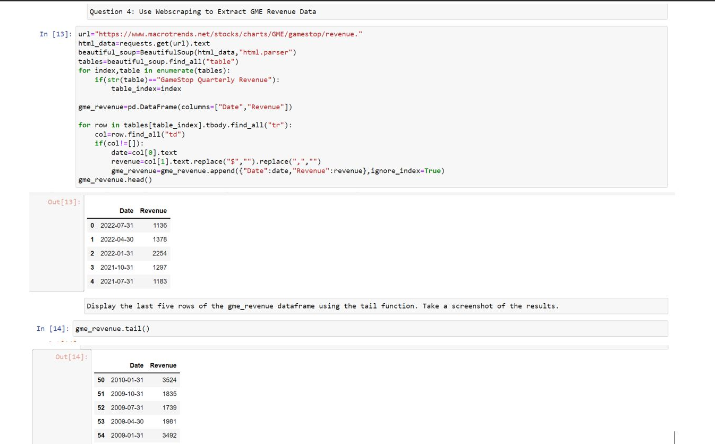 Question 4: Use Webscraping to Extract GME Revenue Data
In [13]: url="https://www.macrotrends.net/stocks/charts/GME/gamestop/revenue."
html_data=requests.get(url).text
beautiful_soup=BeautifulSoup(html_data,"html.parser")
tables=beautiful_soup.find_all("table")
for index,table in enumerate(tables):
if(str(table)=="GameStop Quarterly Revenue"):
table_index=index
gme_revenue=pd.DataFrame(columns=["Date","Revenue"])
for row in tables[table_index].tbody.find_all("tr"):
col=row.find_all("td")
if(col!=[]):
date=col[0].text
revenue=col[1].text.replace("$","").replace(",","")
gme_revenue=gme_revenue.append({"Date":date,"Revenue":revenue},ignore_index=True)
gme_revenue.head()
Out[13]:
Date Revenue
0 2022-07-31 1136
1 2022-04-30 1378
2 2022-01-31 2254
3 2021-10-31 1297
4 2021-07-31 1183
Display the last five rows of the gme_revenue dataframe using the tail function. Take a screenshot of the results.
In [14]: gme_revenue.tail()
Out[14]:
Date Revenue
50 2010-01-31 3524
51 2009-10-31 1835
52 2009-07-31 1739
53 2009-04-30 1981
54 2009-01-31 3492